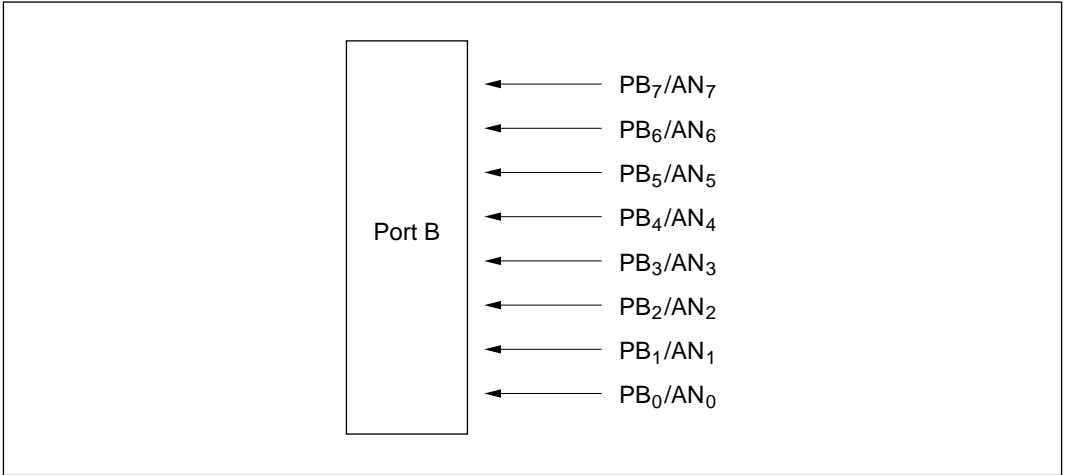 PB₇/AN₇
PB₆/AN₆
PB₅/AN₅
PB₄/AN₄
Port B
PB₃/AN₃
PB₂/AN₂
PB₁/AN₁
PB₀/AN₀